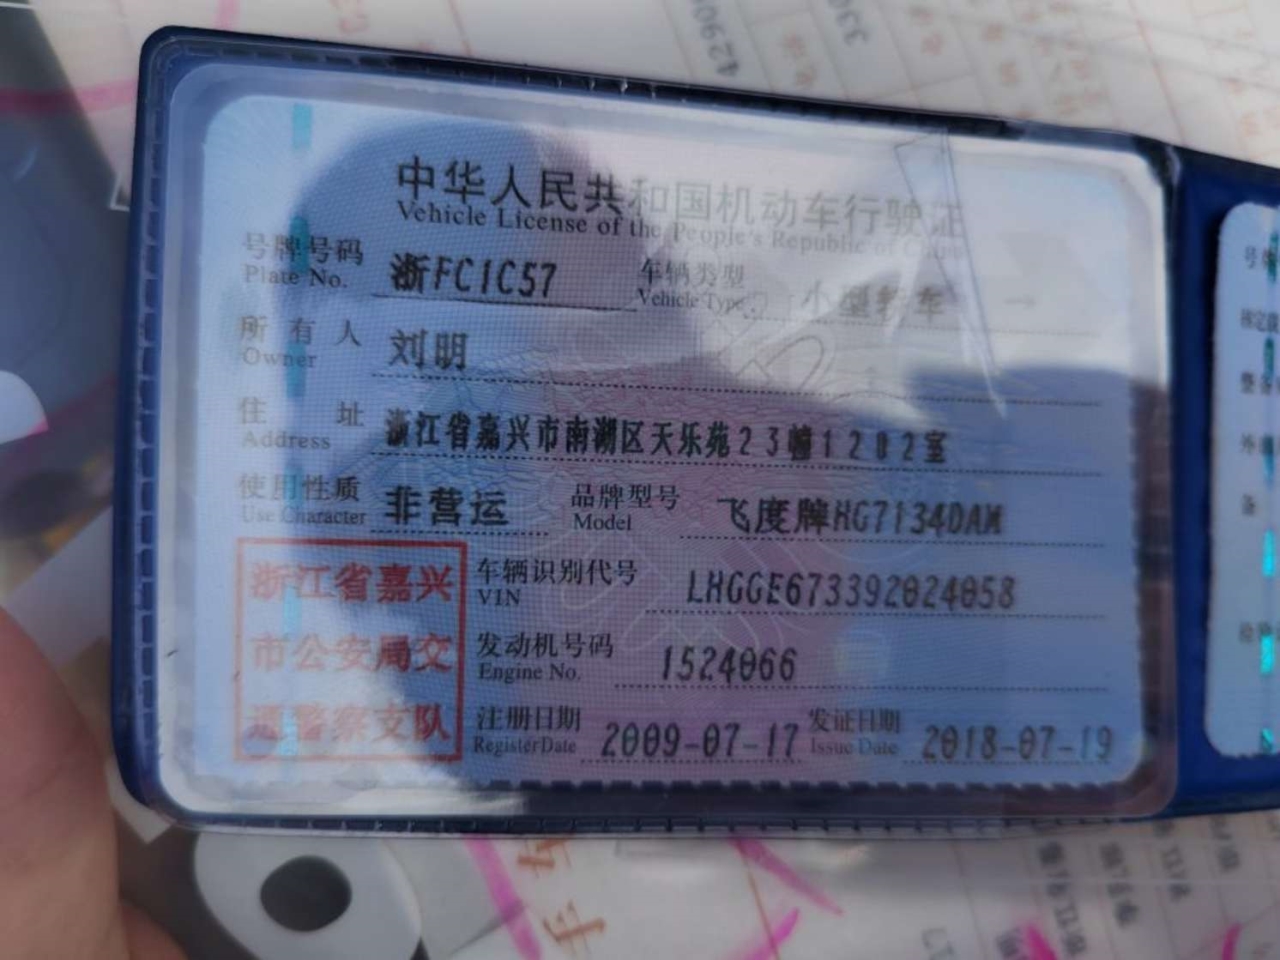 中华人民共和国机动车行驶证
Vehicle License of the People's Republic of China
号牌号码 浙FC1C57 车辆类型 小型轿车
Plate No. Vehicle Type
所有人 刘明
Owner
住址 浙江省嘉兴市南湖区天乐苑23幢1202室
Address
使用性质 非营运 品牌型号 飞度牌HG7134DAM
Use Character Model
浙江省嘉兴
市公安局交
通警察支队
车辆识别代号 LHGGE673392024058
VIN
发动机号码 1524066
Engine No.
注册日期 2009-07-17 发证日期 2018-07-19
Register Date Issue Date